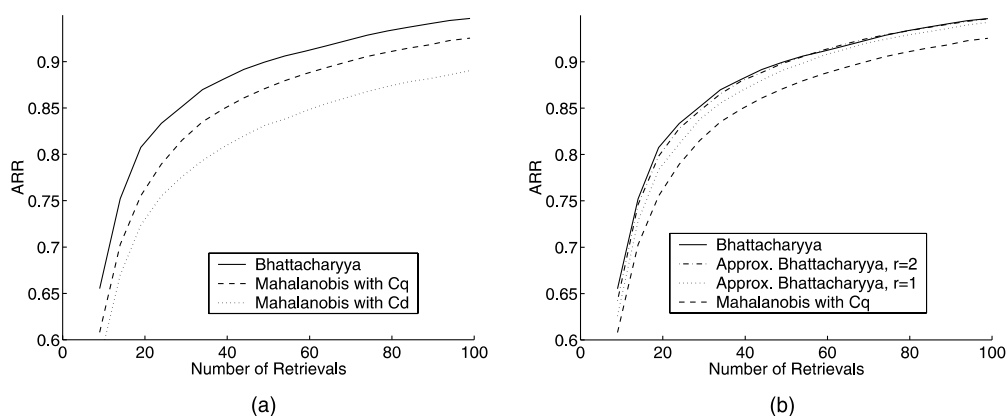 0.9
0.85
0.8
0.75
0.7
0.65
0.6
ARR
0 20 40 60 80 100
Number of Retrievals
Bhattacharyya
Mahalanobis with Cq
Mahalanobis with Cd
(a)
0.9
0.85
0.8
0.75
0.7
0.65
0.6
ARR
0 20 40 60 80 100
Number of Retrievals
Bhattacharyya
Approx. Bhattacharyya, r=2
Approx. Bhattacharyya, r=1
Mahalanobis with Cq
(b)